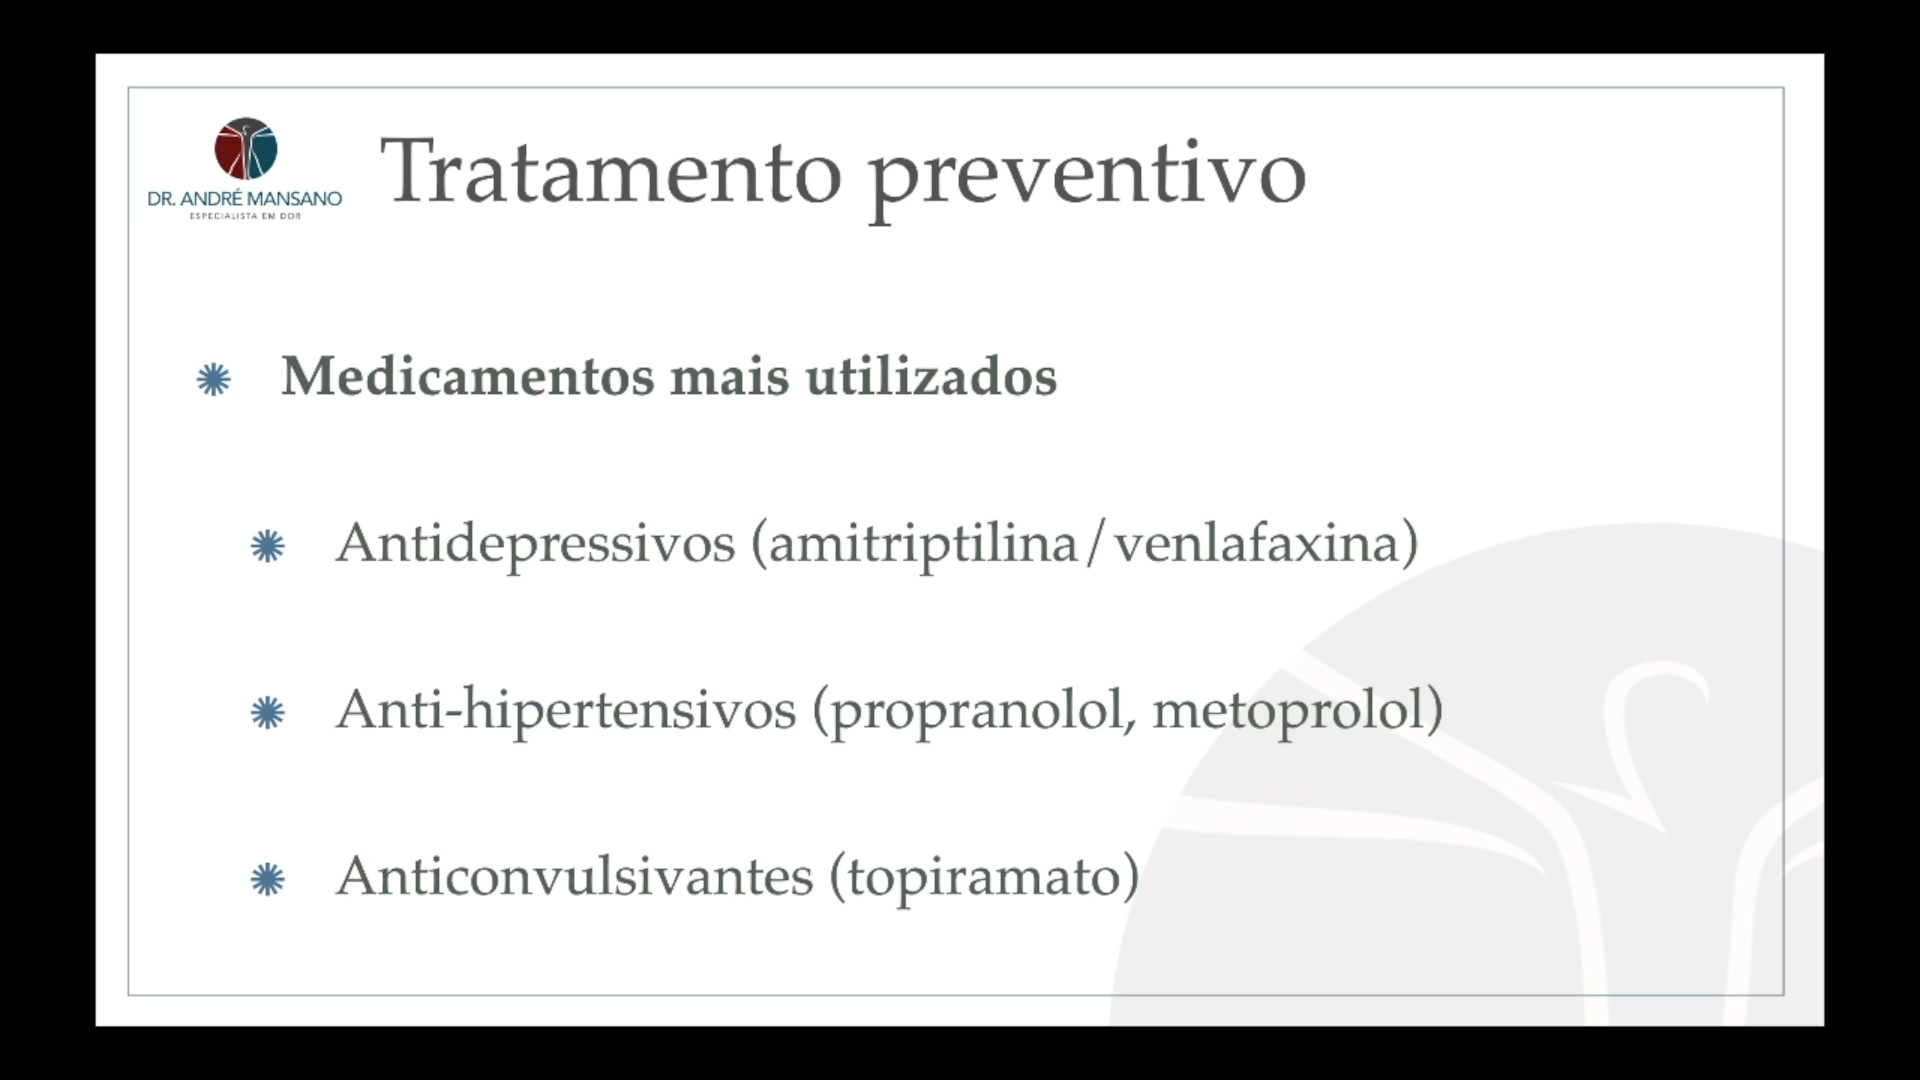 DR. ANDRÉ MANSANO
ESPECIALISTA EM DOR
Tratamento preventivo
Medicamentos mais utilizados
Antidepressivos (amitriptilina/venlafaxina)
Anti-hipertensivos (propranolol, metoprolol)
Anticonvulsivantes (topiramato)